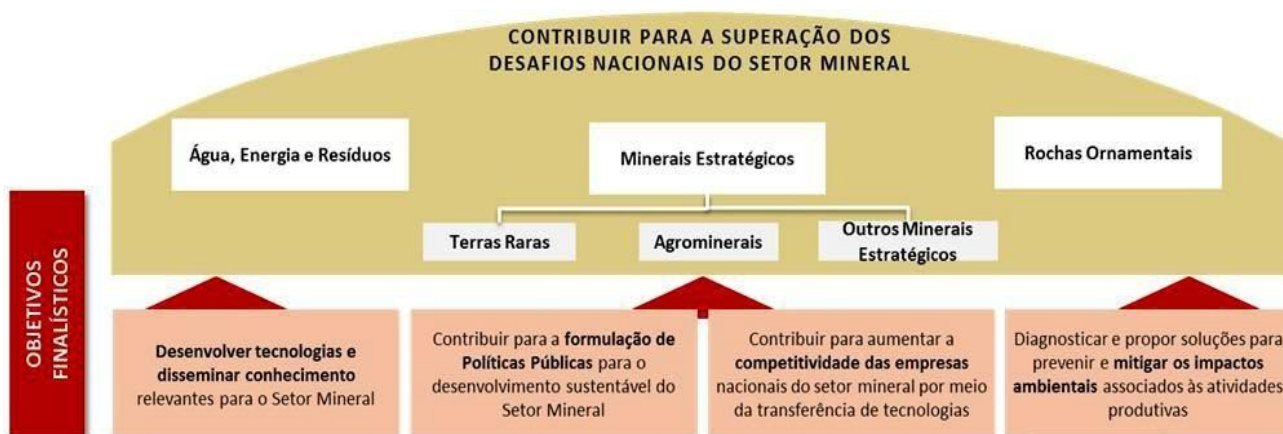 CONTRIBUIR PARA A SUPERAÇÃO DOS
DESAFIOS NACIONAIS DO SETOR MINERAL
Água, Energia e Resíduos
Minerais Estratégicos
Rochas Ornamentais
Terras Raras
Agrominerais
Outros Minerais
Estratégicos
OBJETIVOS
FINALÍSTICOS
Desenvolver tecnologias e
disseminar conhecimento
relevantes para o Setor Mineral
Contribuir para a formulação de
Políticas Públicas para o
desenvolvimento sustentável do
Setor Mineral
Contribuir para aumentar a
competitividade das empresas
nacionais do setor mineral por meio
da transferência de tecnologias
Diagnosticar e propor soluções para
prevenir e mitigar os impactos
ambientais associados às atividades
produtivas